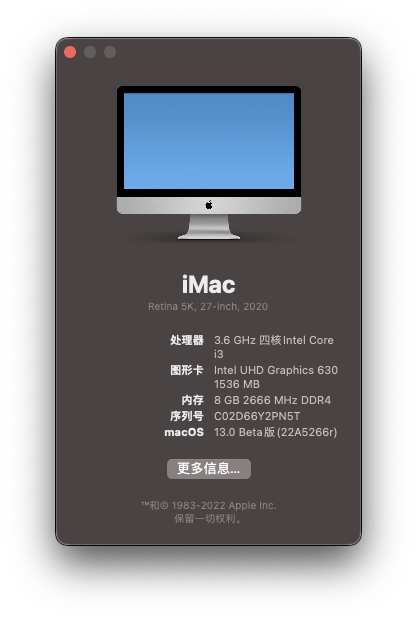 iMac
Retina 5K, 27-inch, 2020
处理器 3.6 GHz 四核Intel Core
i3
图形卡 Intel UHD Graphics 630
1536 MB
内存 8 GB 2666 MHz DDR4
序列号 C02D66Y2PN5T
macOS 13.0 Beta版 (22A5266r)
更多信息...
™和© 1983-2022 Apple Inc.
保留一切权利。